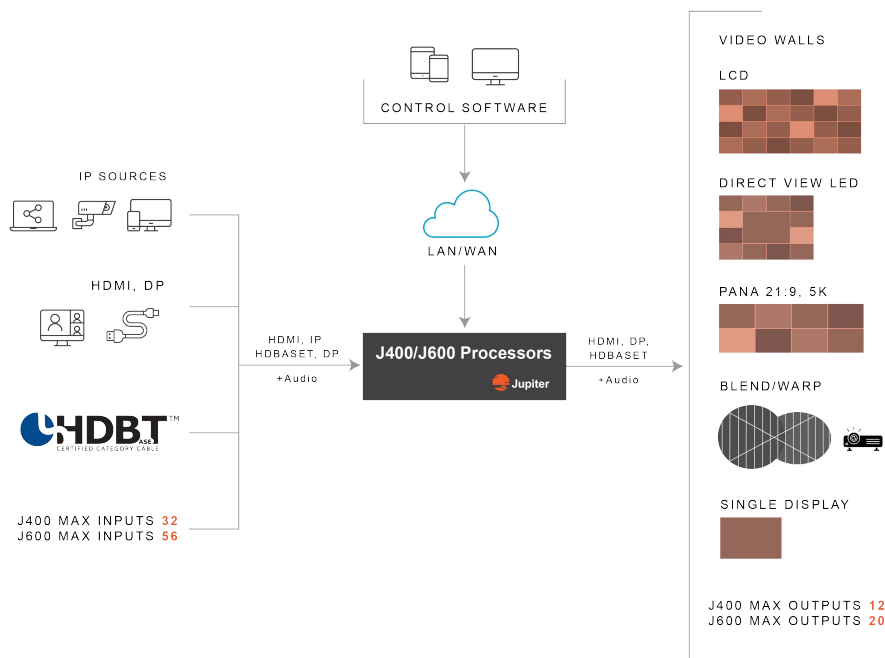 CONTROL SOFTWARE
LAN/WAN
IP SOURCES
HDMI, DP
HDBT™
ASE
CERTIFIED CATEGORY CABLE
J400 MAX INPUTS 32
J600 MAX INPUTS 56
HDMI, IP
HDBASET, DP
+Audio
J400/J600 Processors
Jupiter
HDMI, DP,
HDBASET
+Audio
VIDEO WALLS
LCD
DIRECT VIEW LED
PANA 21:9, 5K
BLEND/WARP
SINGLE DISPLAY
J400 MAX OUTPUTS 12
J600 MAX OUTPUTS 20